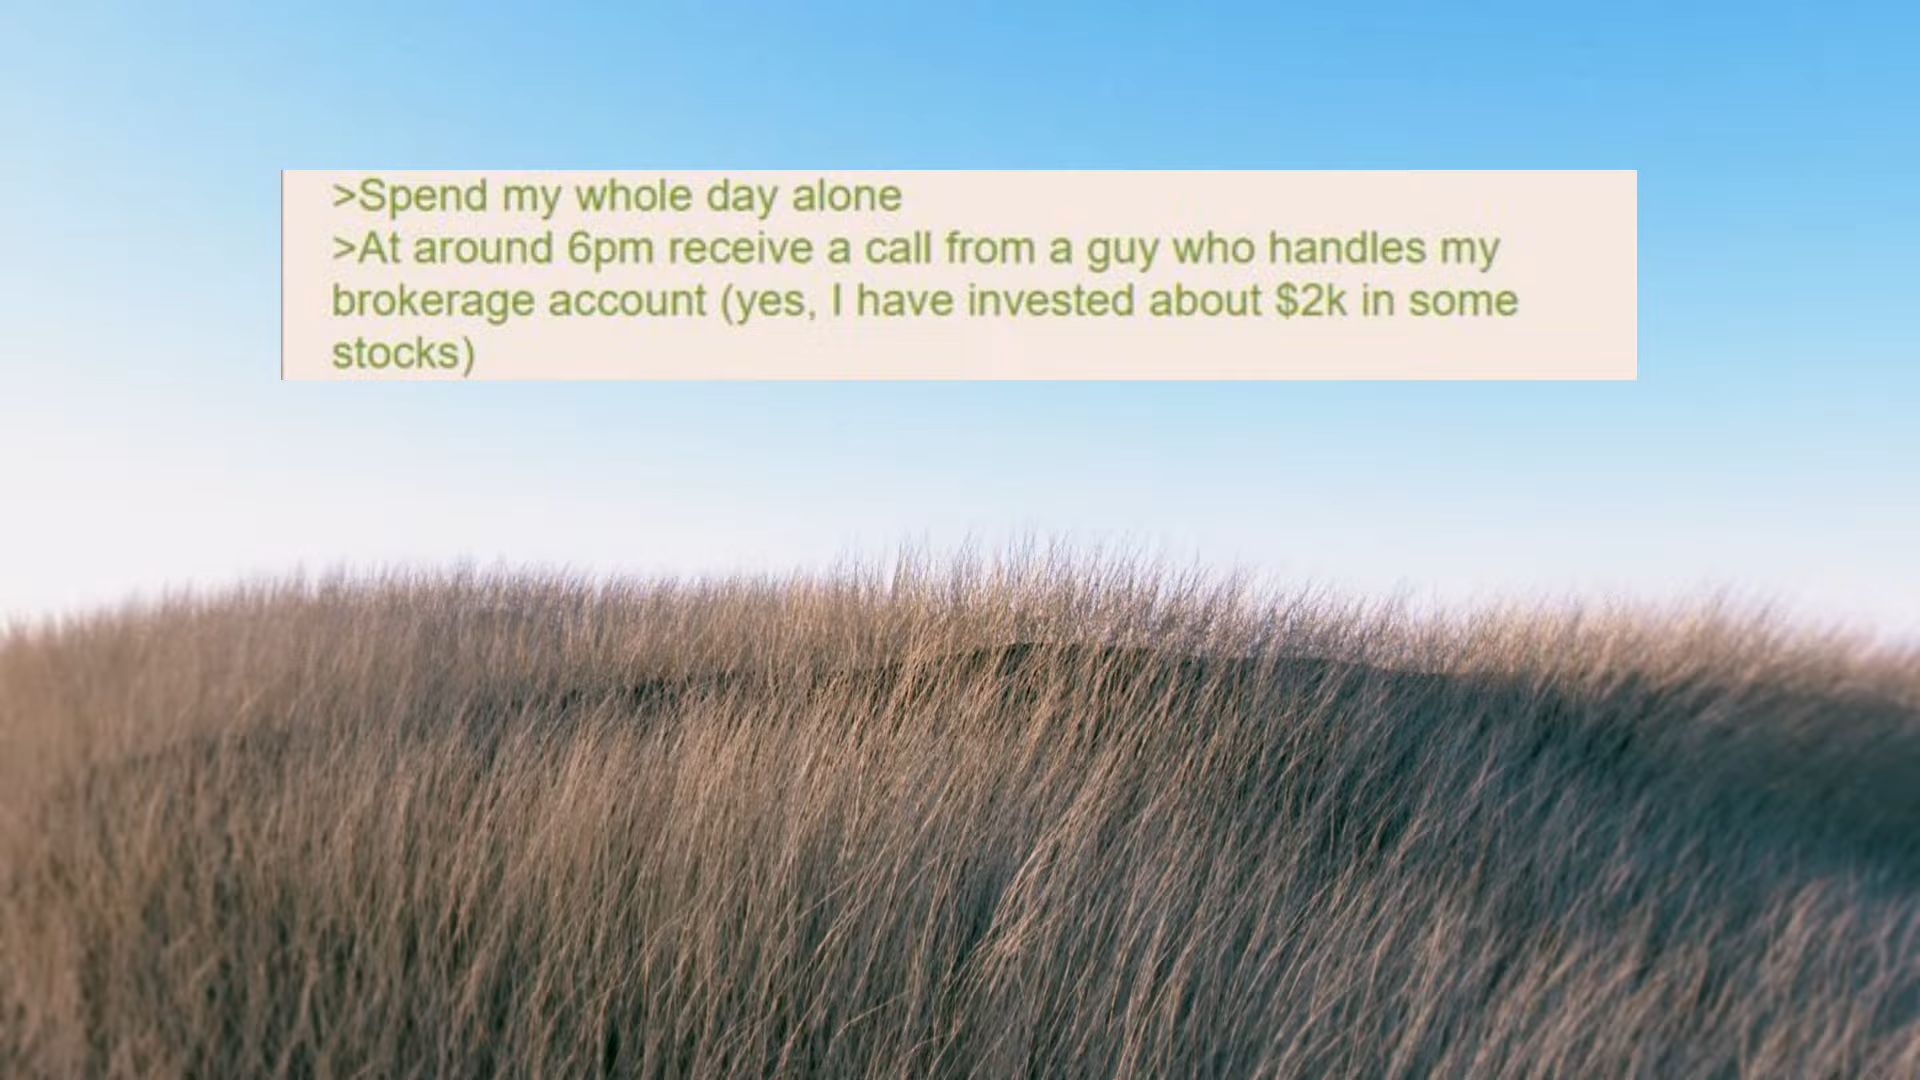 >Spend my whole day alone
>At around 6pm receive a call from a guy who handles my
brokerage account (yes, I have invested about $2k in some
stocks)